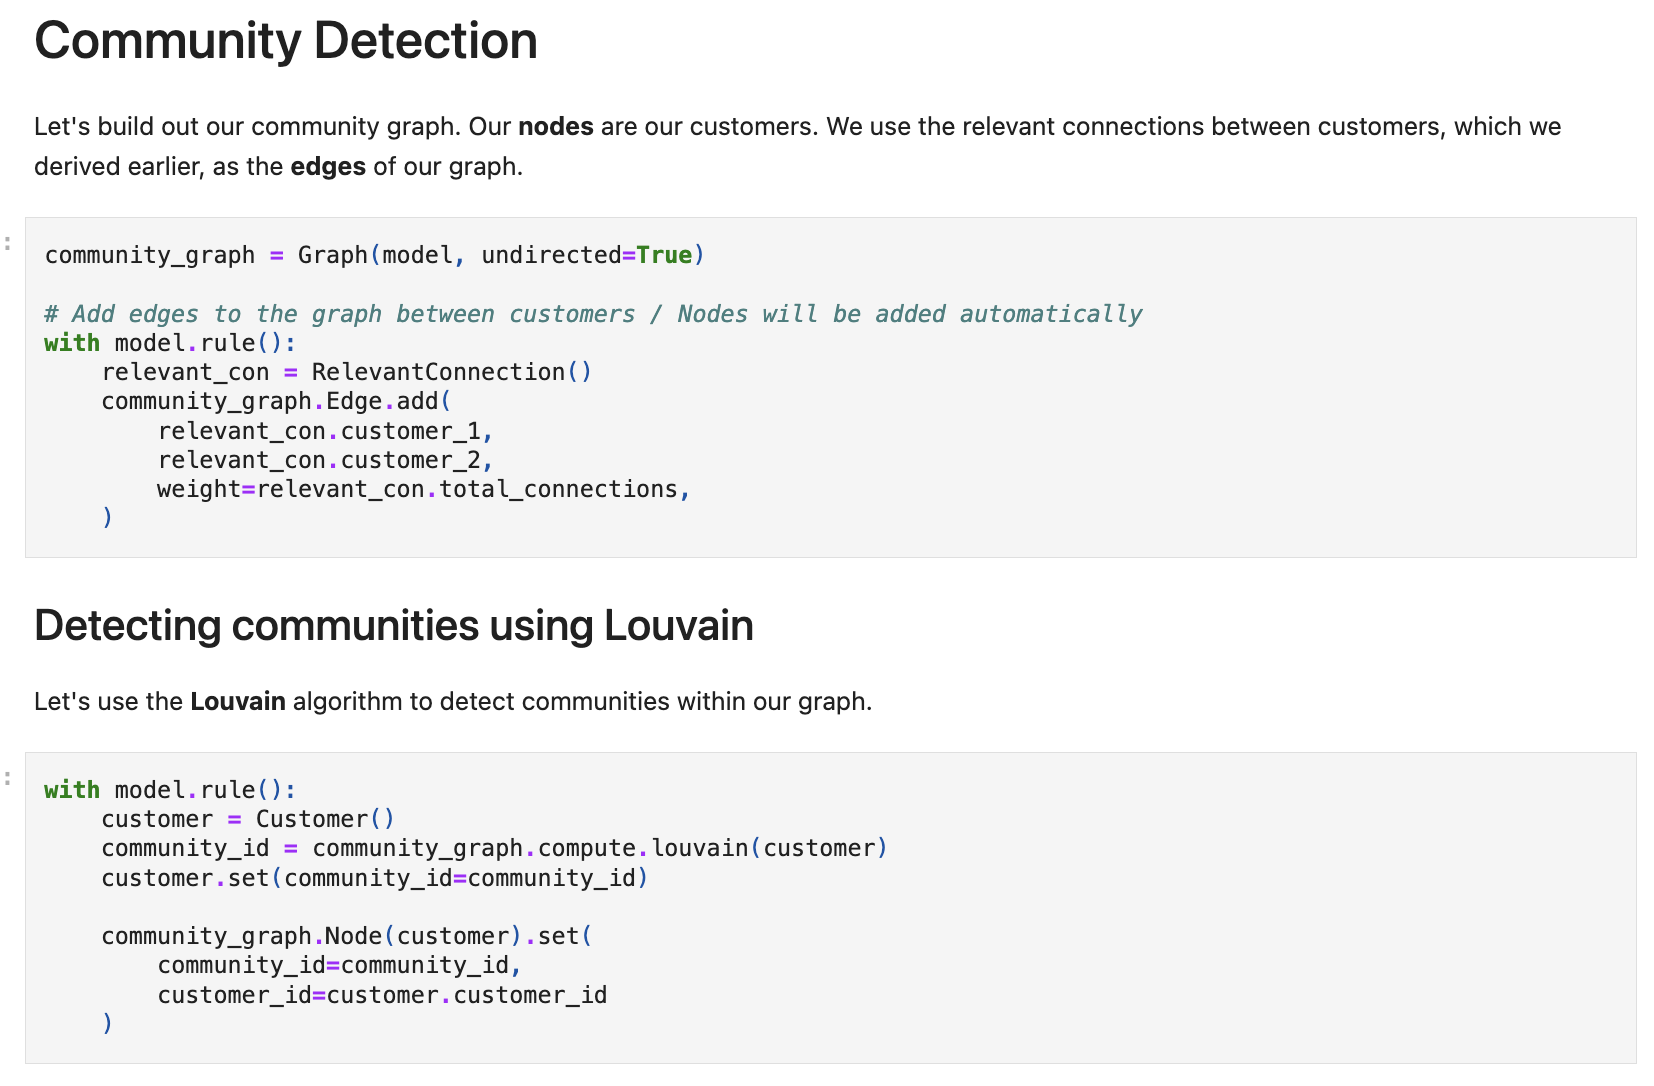 Community Detection
Let's build out our community graph. Our nodes are our customers. We use the relevant connections between customers, which we
derived earlier, as the edges of our graph.
:
community_graph = Graph(model, undirected=True)
# Add edges to the graph between customers / Nodes will be added automatically
with model.rule():
    relevant_con = RelevantConnection()
    community_graph.Edge.add(
        relevant_con.customer_1,
        relevant_con.customer_2,
        weight=relevant_con.total_connections,
    )
Detecting communities using Louvain
Let's use the Louvain algorithm to detect communities within our graph.
:
with model.rule():
    customer = Customer()
    community_id = community_graph.compute.louvain(customer)
    customer.set(community_id=community_id)
    community_graph.Node(customer).set(
        community_id=community_id,
        customer_id=customer.customer_id
    )